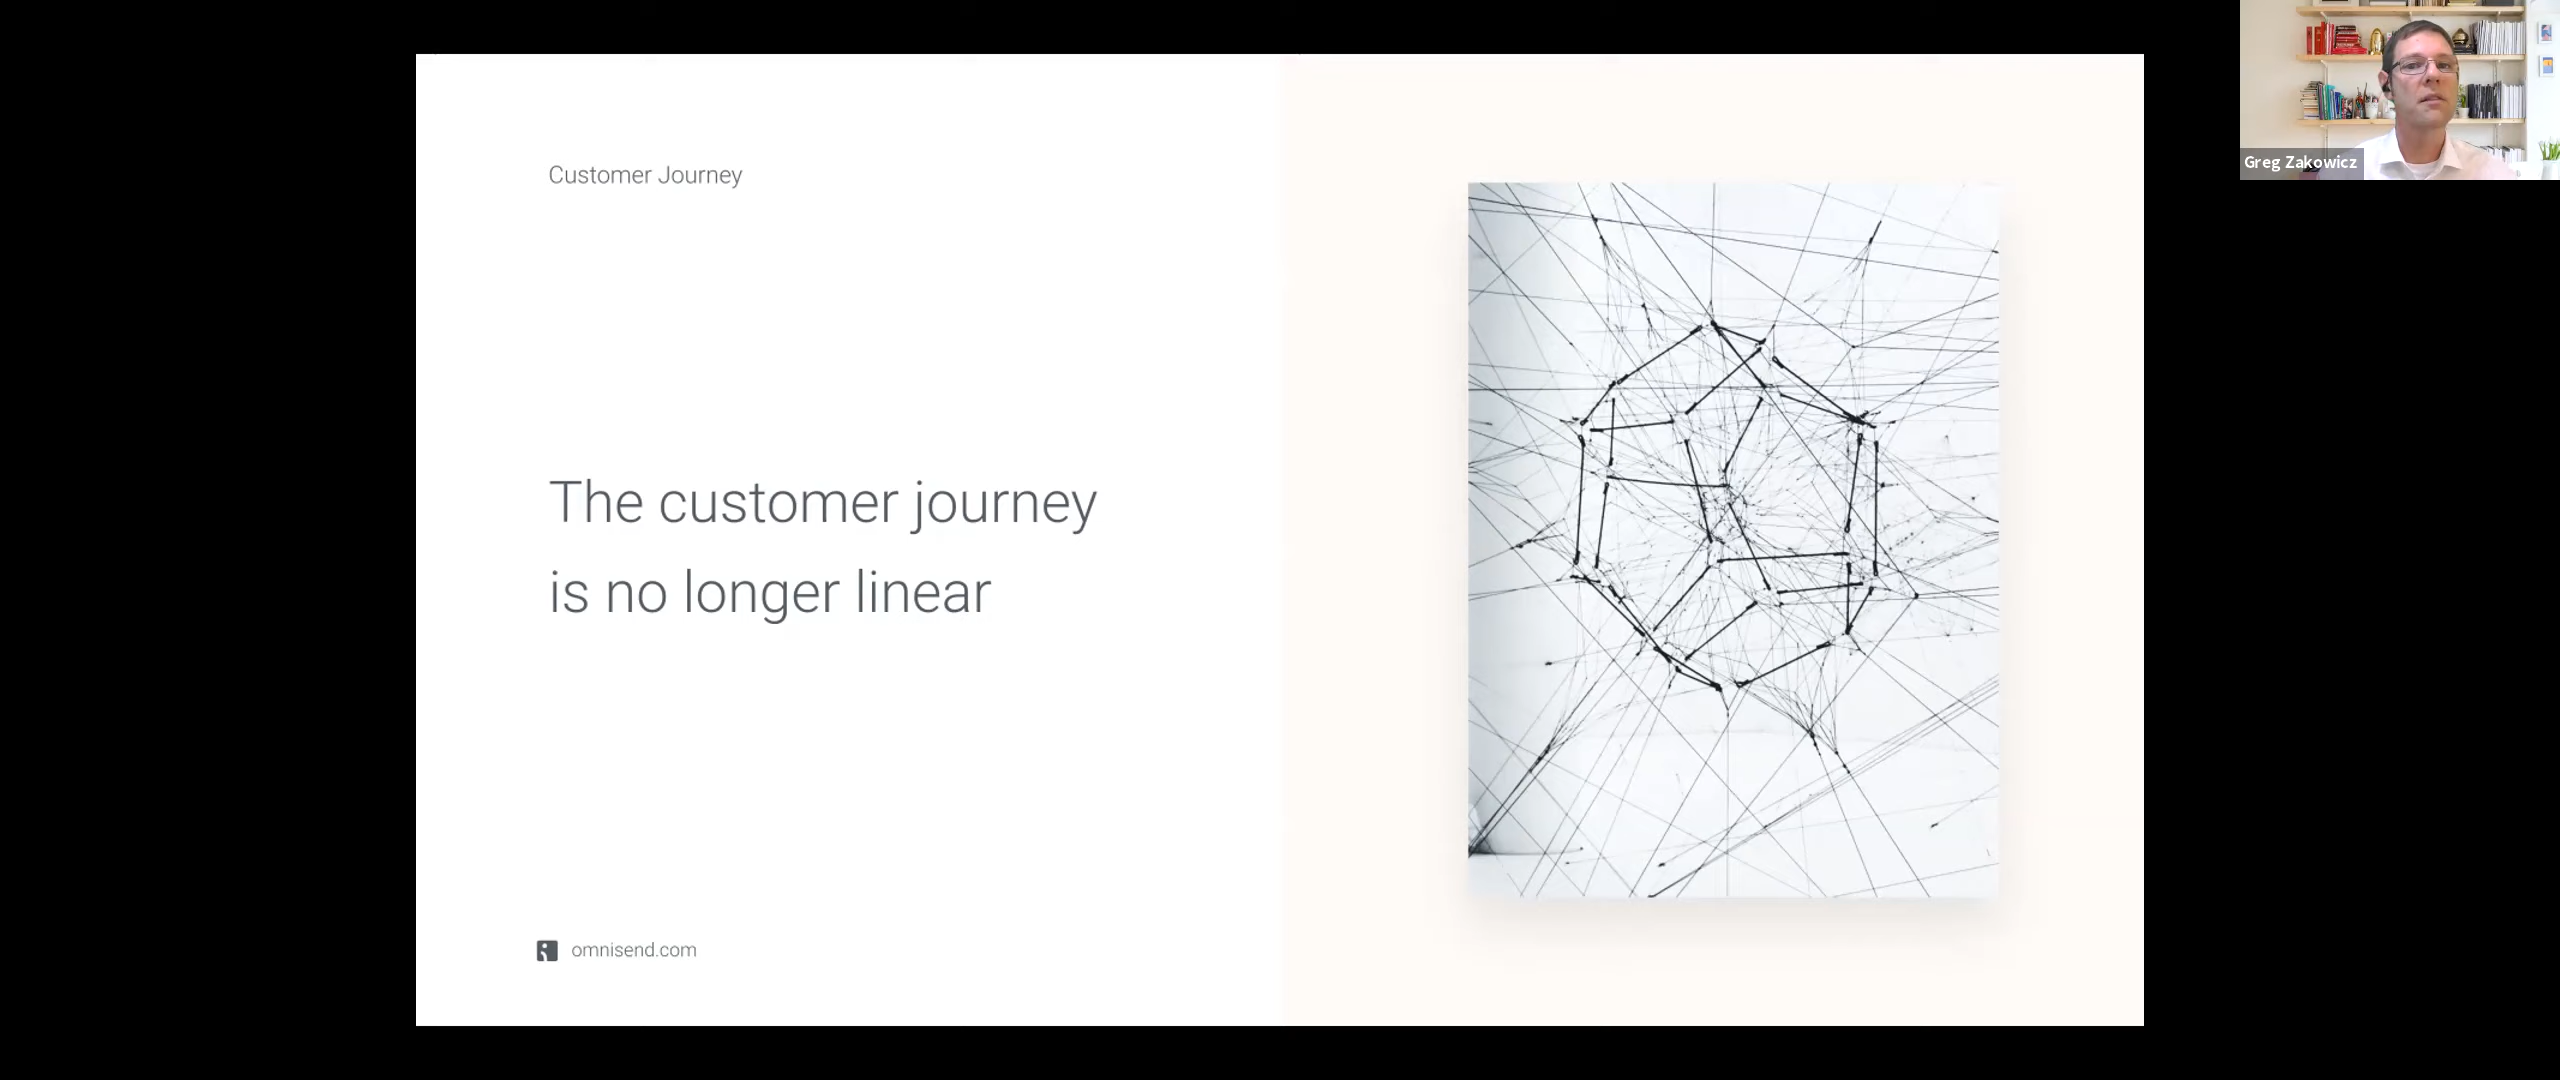 Customer Journey
The customer journey
is no longer linear
omnisend.com
Greg Zakowicz